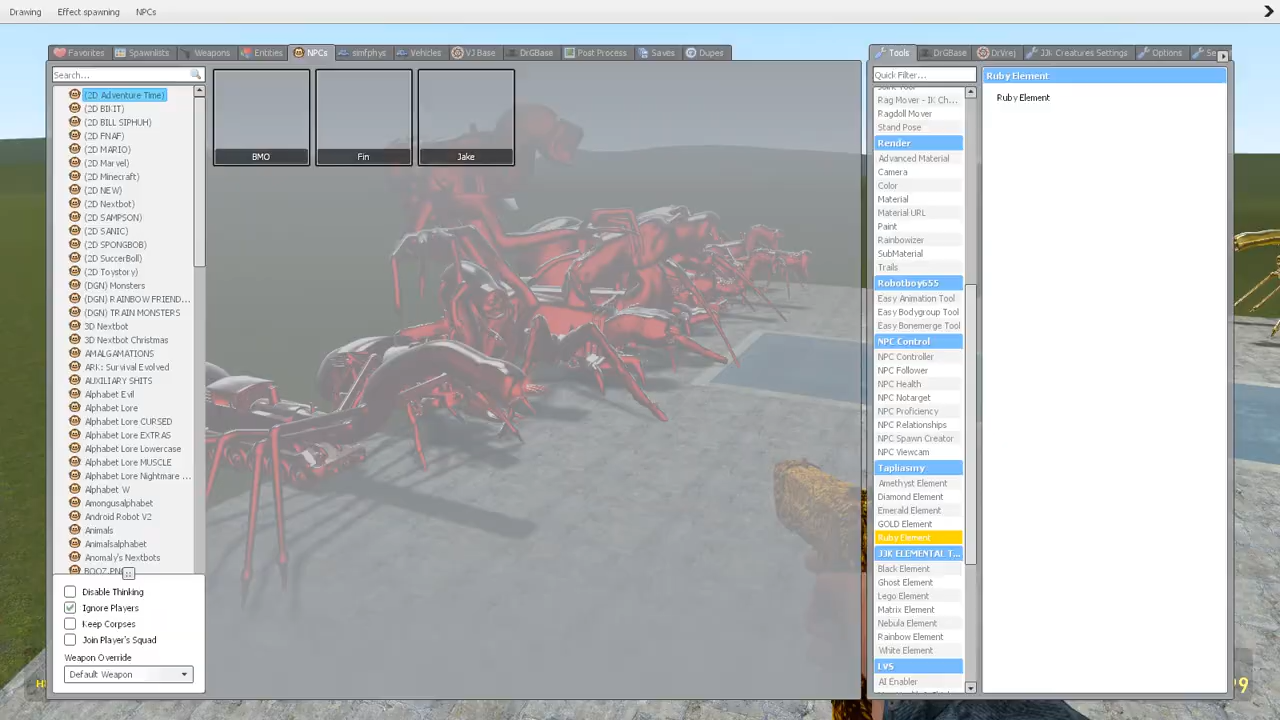 Drawing Effect spawning NPCs
Favorites Spawnlists Weapons Entities NPCs simfphys Vehicles VJ Base DrGBase Post Process Saves Dupes
Search...
(2D Adventure Time)
(2D BIKIT)
(2D BILL SIPHUH)
(2D FNAF)
(2D MARIO)
(2D Marvel)
(2D Minecraft)
(2D NEW)
(2D Nextbot)
(2D SAMPSON)
(2D SANIC)
(2D SPONGBOB)
(2D SuccerBoll)
(2D Toystory)
(DGN) Monsters
(DGN) RAINBOW FRIEND...
(DGN) TRAIN MONSTERS
3D Nextbot
3D Nextbot Christmas
AMALGAMATIONS
ARK: Survival Evolved
AUXILIARY SHITS
Alphabet Evil
Alphabet Lore
Alphabet Lore CURSED
Alphabet Lore EXTRAS
Alphabet Lore Lowercase
Alphabet Lore MUSCLE
Alphabet Lore Nightmare ...
Alphabet W
Amongusalphabet
Android Robot V2
Animals
Animalsalphabet
Anomaly's Nextbots
Disable Thinking
Ignore Players
Keep Corpses
Join Player's Squad
Weapon Override
Default Weapon
BMO Fin Jake
Tools DrGBase DrVrej JJk Creatures Settings Options Se
Quick Filter...
Rag Mover - IK Ch...
Ragdoll Mover
Stand Pose
Render
Advanced Material
Camera
Color
Material
Material URL
Paint
Rainbowizer
SubMaterial
Trails
Robotboy655
Easy Animation Tool
Easy Bodygroup Tool
Easy Bonemerge Tool
NPC Control
NPC Controller
NPC Follower
NPC Health
NPC Notarget
NPC Proficiency
NPC Relationships
NPC Spawn Creator
NPC Viewcam
Tapliasmy
Amethyst Element
Diamond Element
Emerald Element
GOLD Element
Ruby Element
JJK ELEMENTAL T...
Black Element
Ghost Element
Lego Element
Matrix Element
Nebula Element
Rainbow Element
White Element
LVS
AI Enabler
Ruby Element
Ruby Element